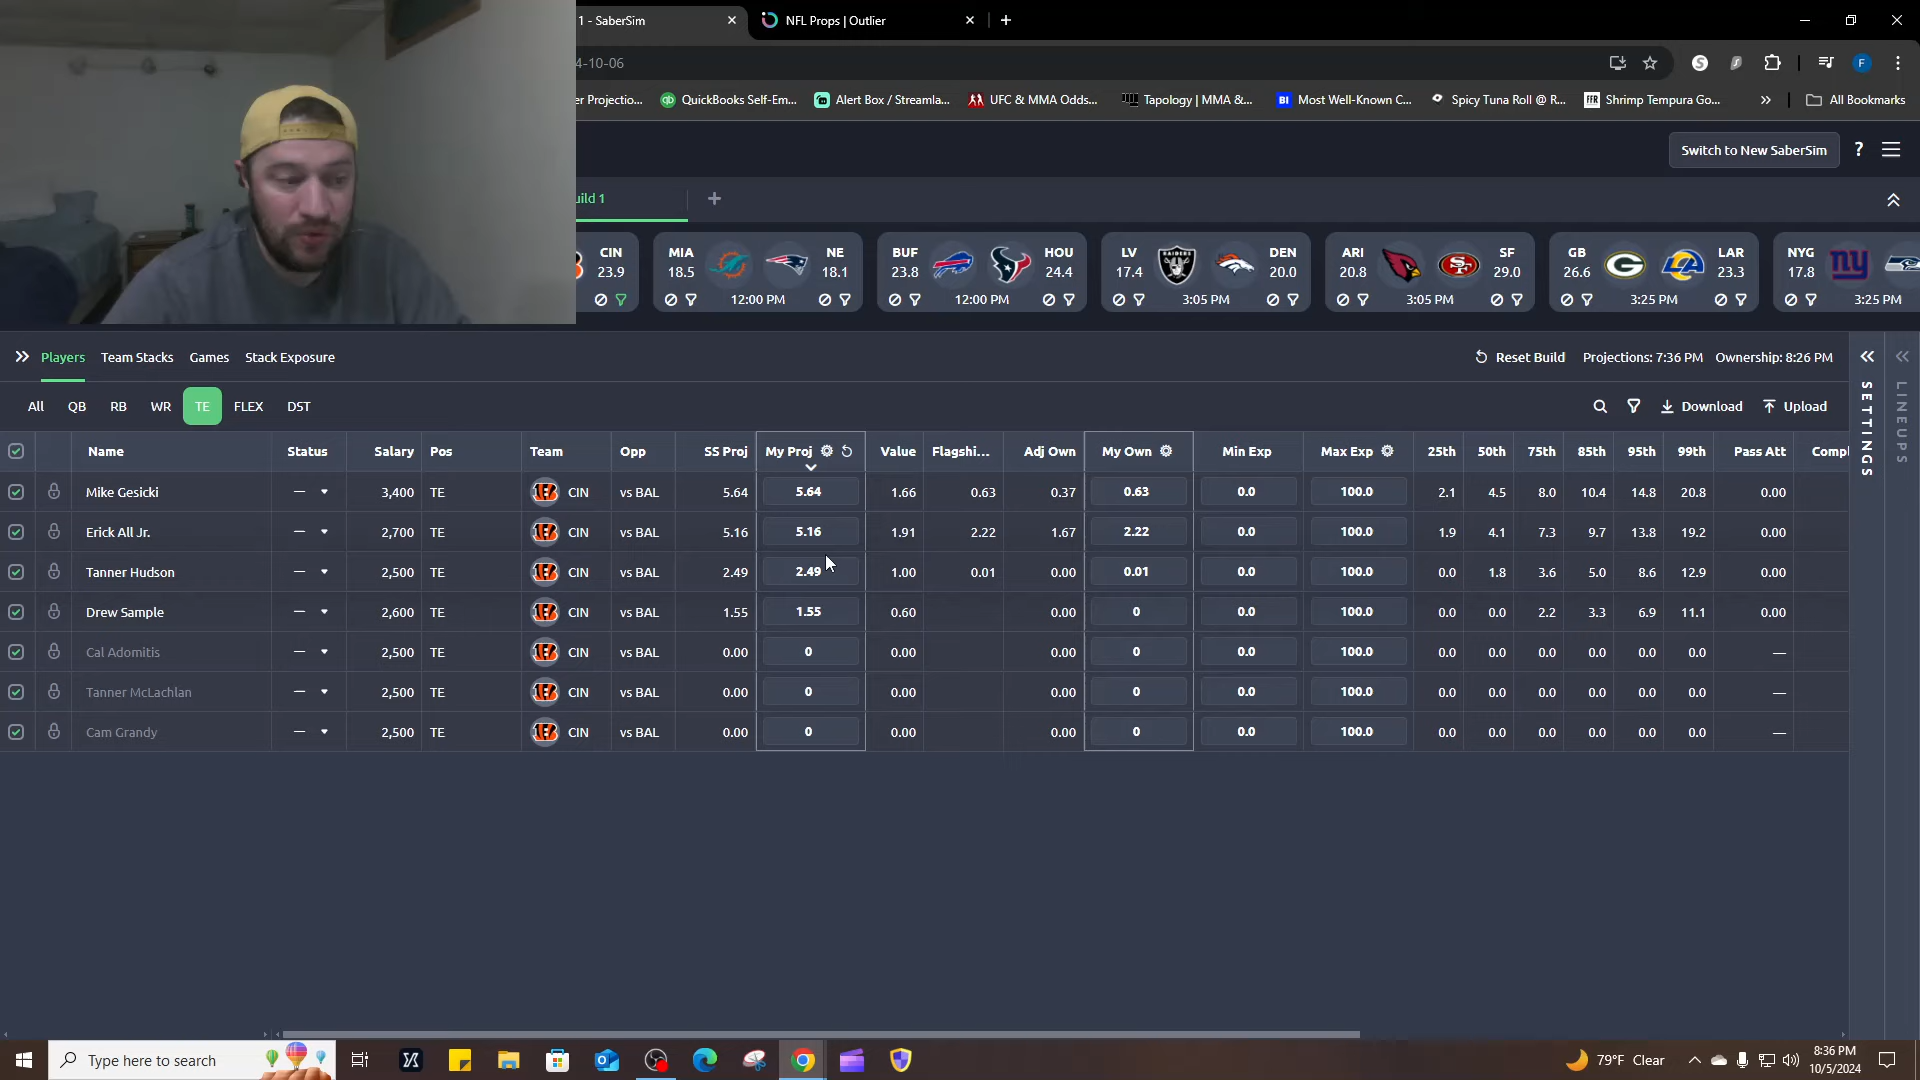 1 - SaberSim
NFL Props | Outlier
4-10-06
er Projectio...
QuickBooks Self-Em...
Alert Box / Streamla...
UFC & MMA Odds...
Tapology | MMA &...
BI Most Well-Known C...
Spicy Tuna Roll @ R...
FFR Shrimp Tempura Go...
All Bookmarks
Switch to New SaberSim ?
uild 1
CIN 23.9
MIA 18.5 NE 18.1 12:00 PM
BUF 23.8 HOU 24.4 12:00 PM
LV 17.4 DEN 20.0 3:05 PM
ARI 20.8 SF 29.0 3:05 PM
GB 26.6 LAR 23.3 3:25 PM
NYG 17.8 3:25 PM
Players Team Stacks Games Stack Exposure
Reset Build Projections: 7:36 PM Ownership: 8:26 PM
All QB RB WR TE FLEX DST
Download Upload
SETTINGS
LINEUPS
Name Status Salary Pos Team Opp SS Proj My Proj Value Flagshi... Adj Own My Own Min Exp Max Exp 25th 50th 75th 85th 95th 99th Pass Att Compl
Mike Gesicki — 3,400 TE CIN vs BAL 5.64 5.64 1.66 0.63 0.37 0.63 0.0 100.0 2.1 4.5 8.0 10.4 14.8 20.8 0.00
Erick All Jr. — 2,700 TE CIN vs BAL 5.16 5.16 1.91 2.22 1.67 2.22 0.0 100.0 1.9 4.1 7.3 9.7 13.8 19.2 0.00
Tanner Hudson — 2,500 TE CIN vs BAL 2.49 2.49 1.00 0.01 0.00 0.01 0.0 100.0 0.0 1.8 3.6 5.0 8.6 12.9 0.00
Drew Sample — 2,600 TE CIN vs BAL 1.55 1.55 0.60 0.00 0 0.0 100.0 0.0 0.0 2.2 3.3 6.9 11.1 0.00
Cal Adomitis — 2,500 TE CIN vs BAL 0.00 0 0.00 0.00 0 0.0 100.0 0.0 0.0 0.0 0.0 0.0 0.0 —
Tanner McLachlan — 2,500 TE CIN vs BAL 0.00 0 0.00 0.00 0 0.0 100.0 0.0 0.0 0.0 0.0 0.0 0.0 —
Cam Grandy — 2,500 TE CIN vs BAL 0.00 0 0.00 0.00 0 0.0 100.0 0.0 0.0 0.0 0.0 0.0 0.0 —
Type here to search
79°F Clear
8:36 PM
10/5/2024